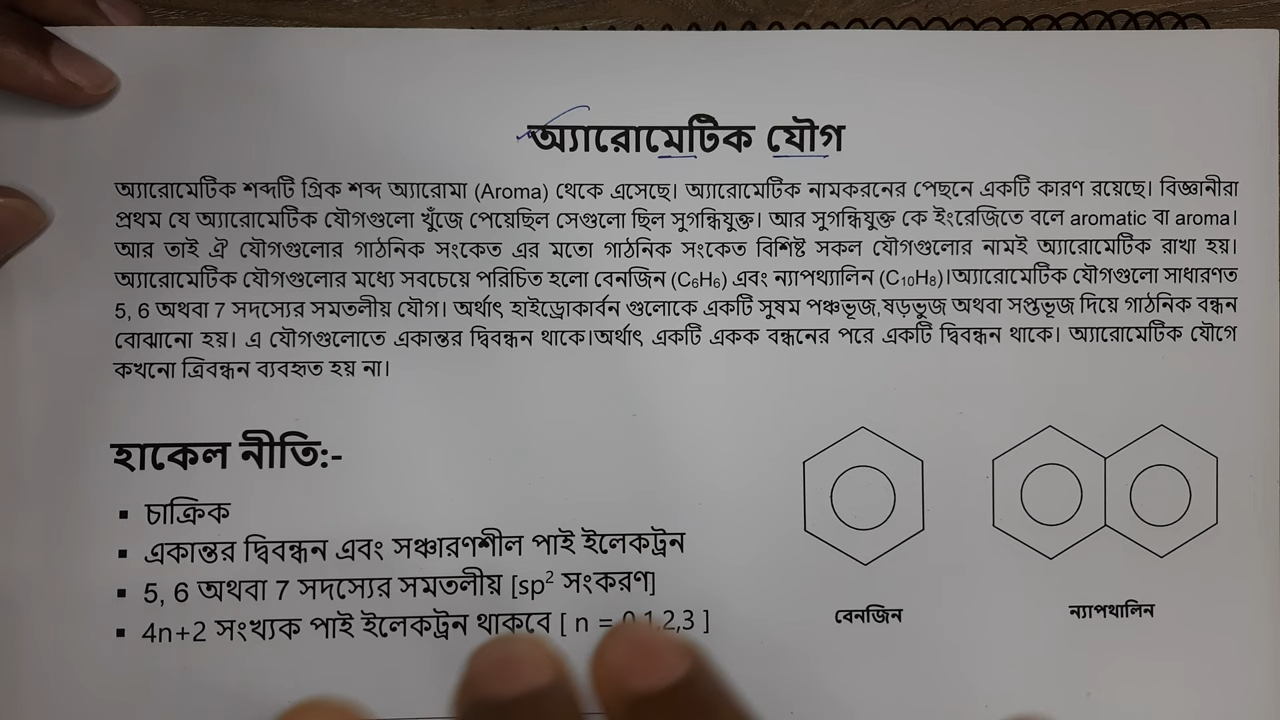 অ্যারোমেটিক যৌগ
অ্যারোমেটিক শব্দটি গ্রিক শব্দ অ্যারোমা (Aroma) থেকে এসেছে। অ্যারোমেটিক নামকরনের পেছনে একটি কারণ রয়েছে। বিজ্ঞানীরা
প্রথম যে অ্যারোমেটিক যৌগগুলো খুঁজে পেয়েছিল সেগুলো ছিল সুগন্ধিযুক্ত। আর সুগন্ধিযুক্ত কে ইংরেজিতে বলে aromatic বা aroma।
আর তাই ঐ যৌগগুলোর গাঠনিক সংকেত এর মতো গাঠনিক সংকেত বিশিষ্ট সকল যৌগগুলোর নামই অ্যারোমেটিক রাখা হয়।
অ্যারোমেটিক যৌগগুলোর মধ্যে সবচেয়ে পরিচিত হলো বেনজিন (C₆H₆) এবং ন্যাপথ্যালিন (C₁₀H₈)।অ্যারোমেটিক যৌগগুলো সাধারণত
5, 6 অথবা 7 সদস্যের সমতলীয় যৌগ। অর্থাৎ হাইড্রোকার্বন গুলোকে একটি সুষম পঞ্চভূজ,ষড়ভুজ অথবা সপ্তভূজ দিয়ে গাঠনিক বন্ধন
বোঝানো হয়। এ যৌগগুলোতে একান্তর দ্বিবন্ধন থাকে।অর্থাৎ একটি একক বন্ধনের পরে একটি দ্বিবন্ধন থাকে। অ্যারোমেটিক যৌগে
কখনো ত্রিবন্ধন ব্যবহৃত হয় না।
হাকেল নীতি:-
▪ চাক্রিক
▪ একান্তর দ্বিবন্ধন এবং সঞ্চারণশীল পাই ইলেকট্রন
▪ 5, 6 অথবা 7 সদস্যের সমতলীয় [sp² সংকরণ]
▪ 4n+2 সংখ্যক পাই ইলেকট্রন থাকবে [ n = 0,1,2,3 ]
বেনজিন
ন্যাপথালিন